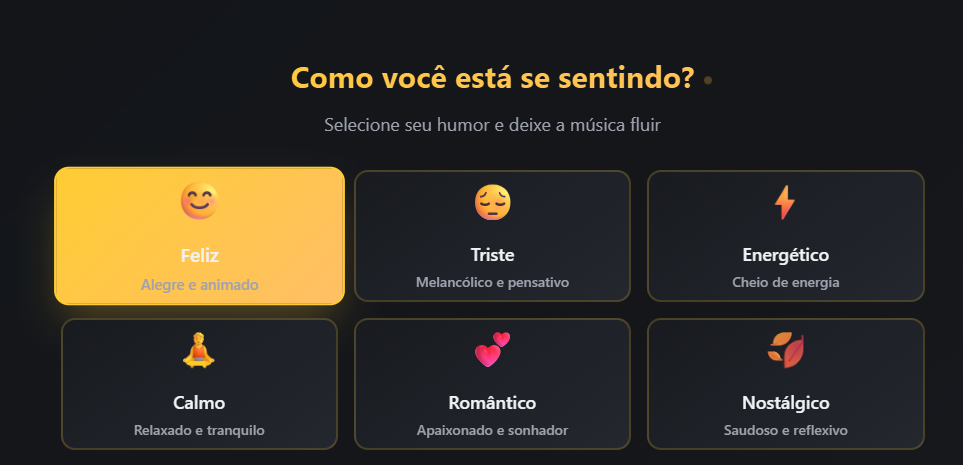 Como você está se sentindo?
Selecione seu humor e deixe a música fluir
Feliz
Alegre e animado
Triste
Melancólico e pensativo
Energético
Cheio de energia
Calmo
Relaxado e tranquilo
Romântico
Apaixonado e sonhador
Nostálgico
Saudoso e reflexivo